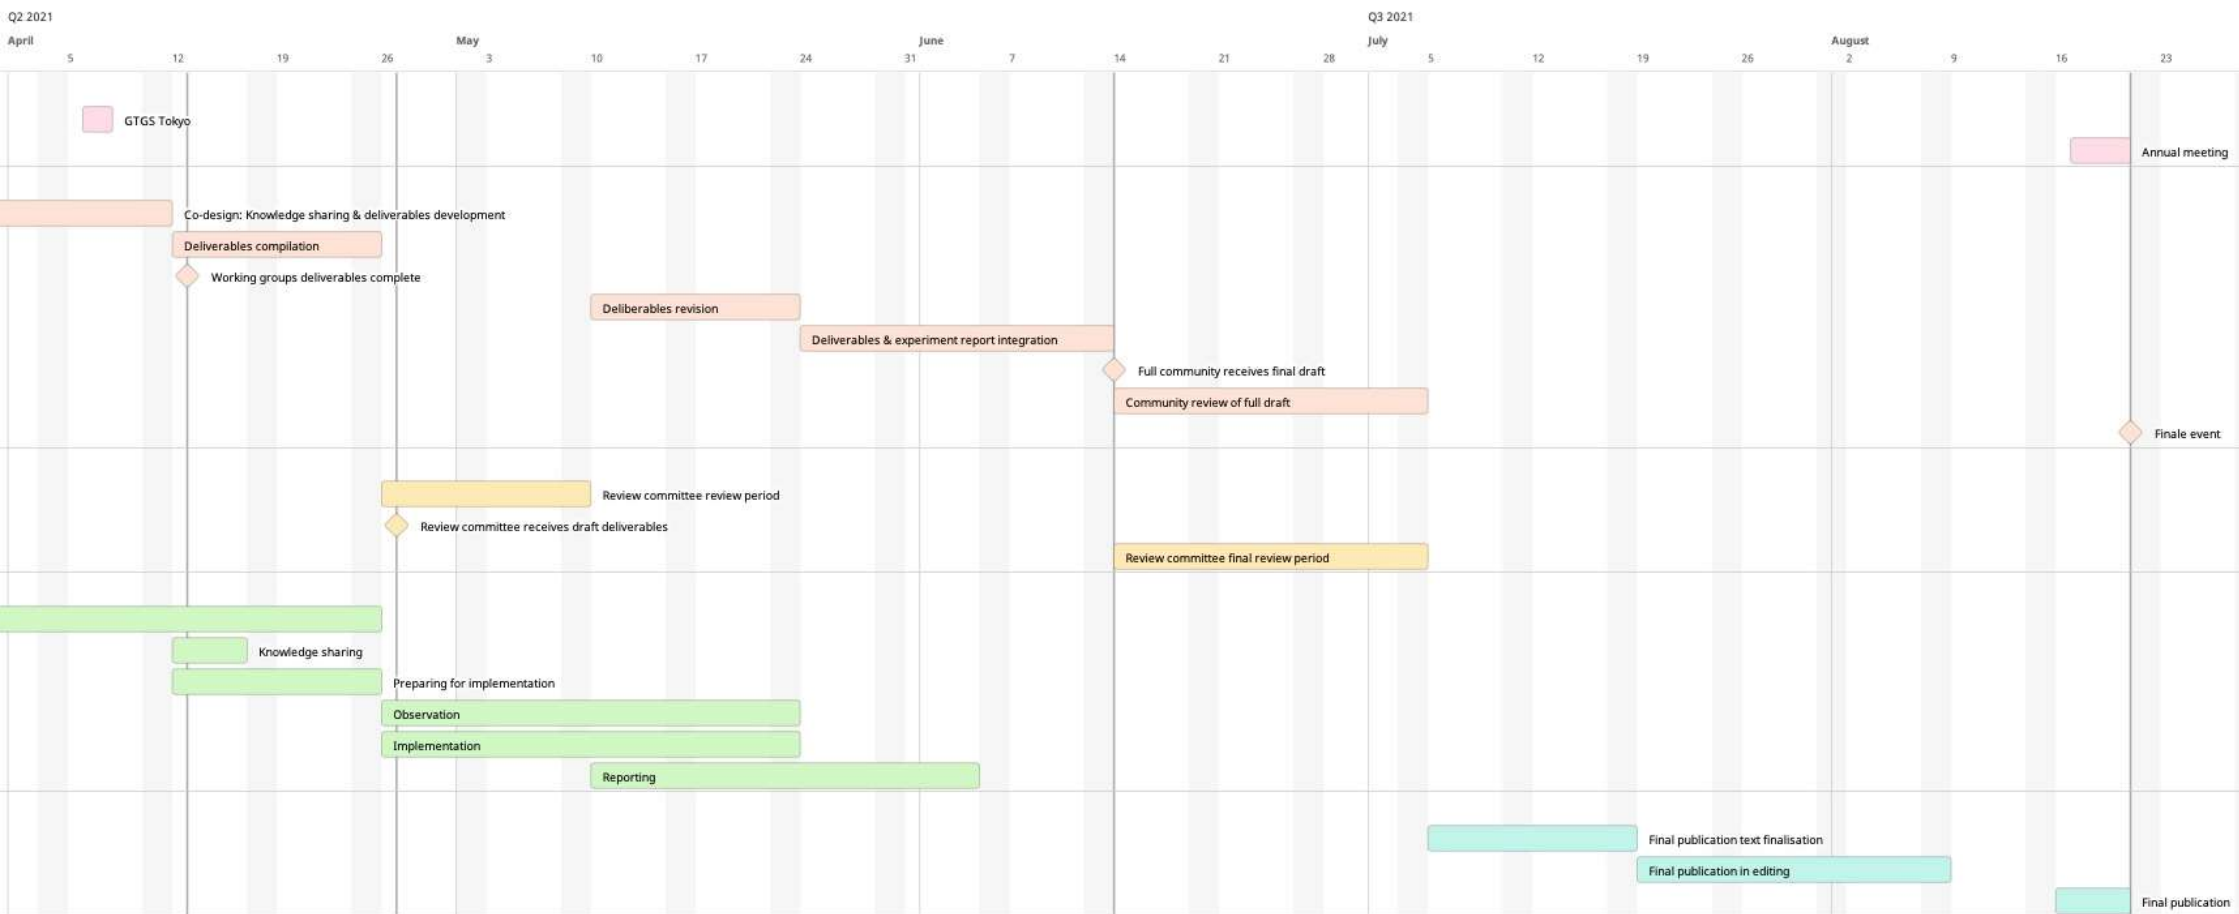 Q2 2021 Q3 2021
April May June July August
5 12 19 26 3 10 17 24 31 7 14 21 28 5 12 19 26 2 9 16 23
GTGS Tokyo
Annual meeting
Co-design: Knowledge sharing & deliverables development
Deliverables compilation
Working groups deliverables complete
Deliberables revision
Deliverables & experiment report integration
Full community receives final draft
Community review of full draft
Finale event
Review committee review period
Review committee receives draft deliverables
Review committee final review period
Knowledge sharing
Preparing for implementation
Observation
Implementation
Reporting
Final publication text finalisation
Final publication in editing
Final publication